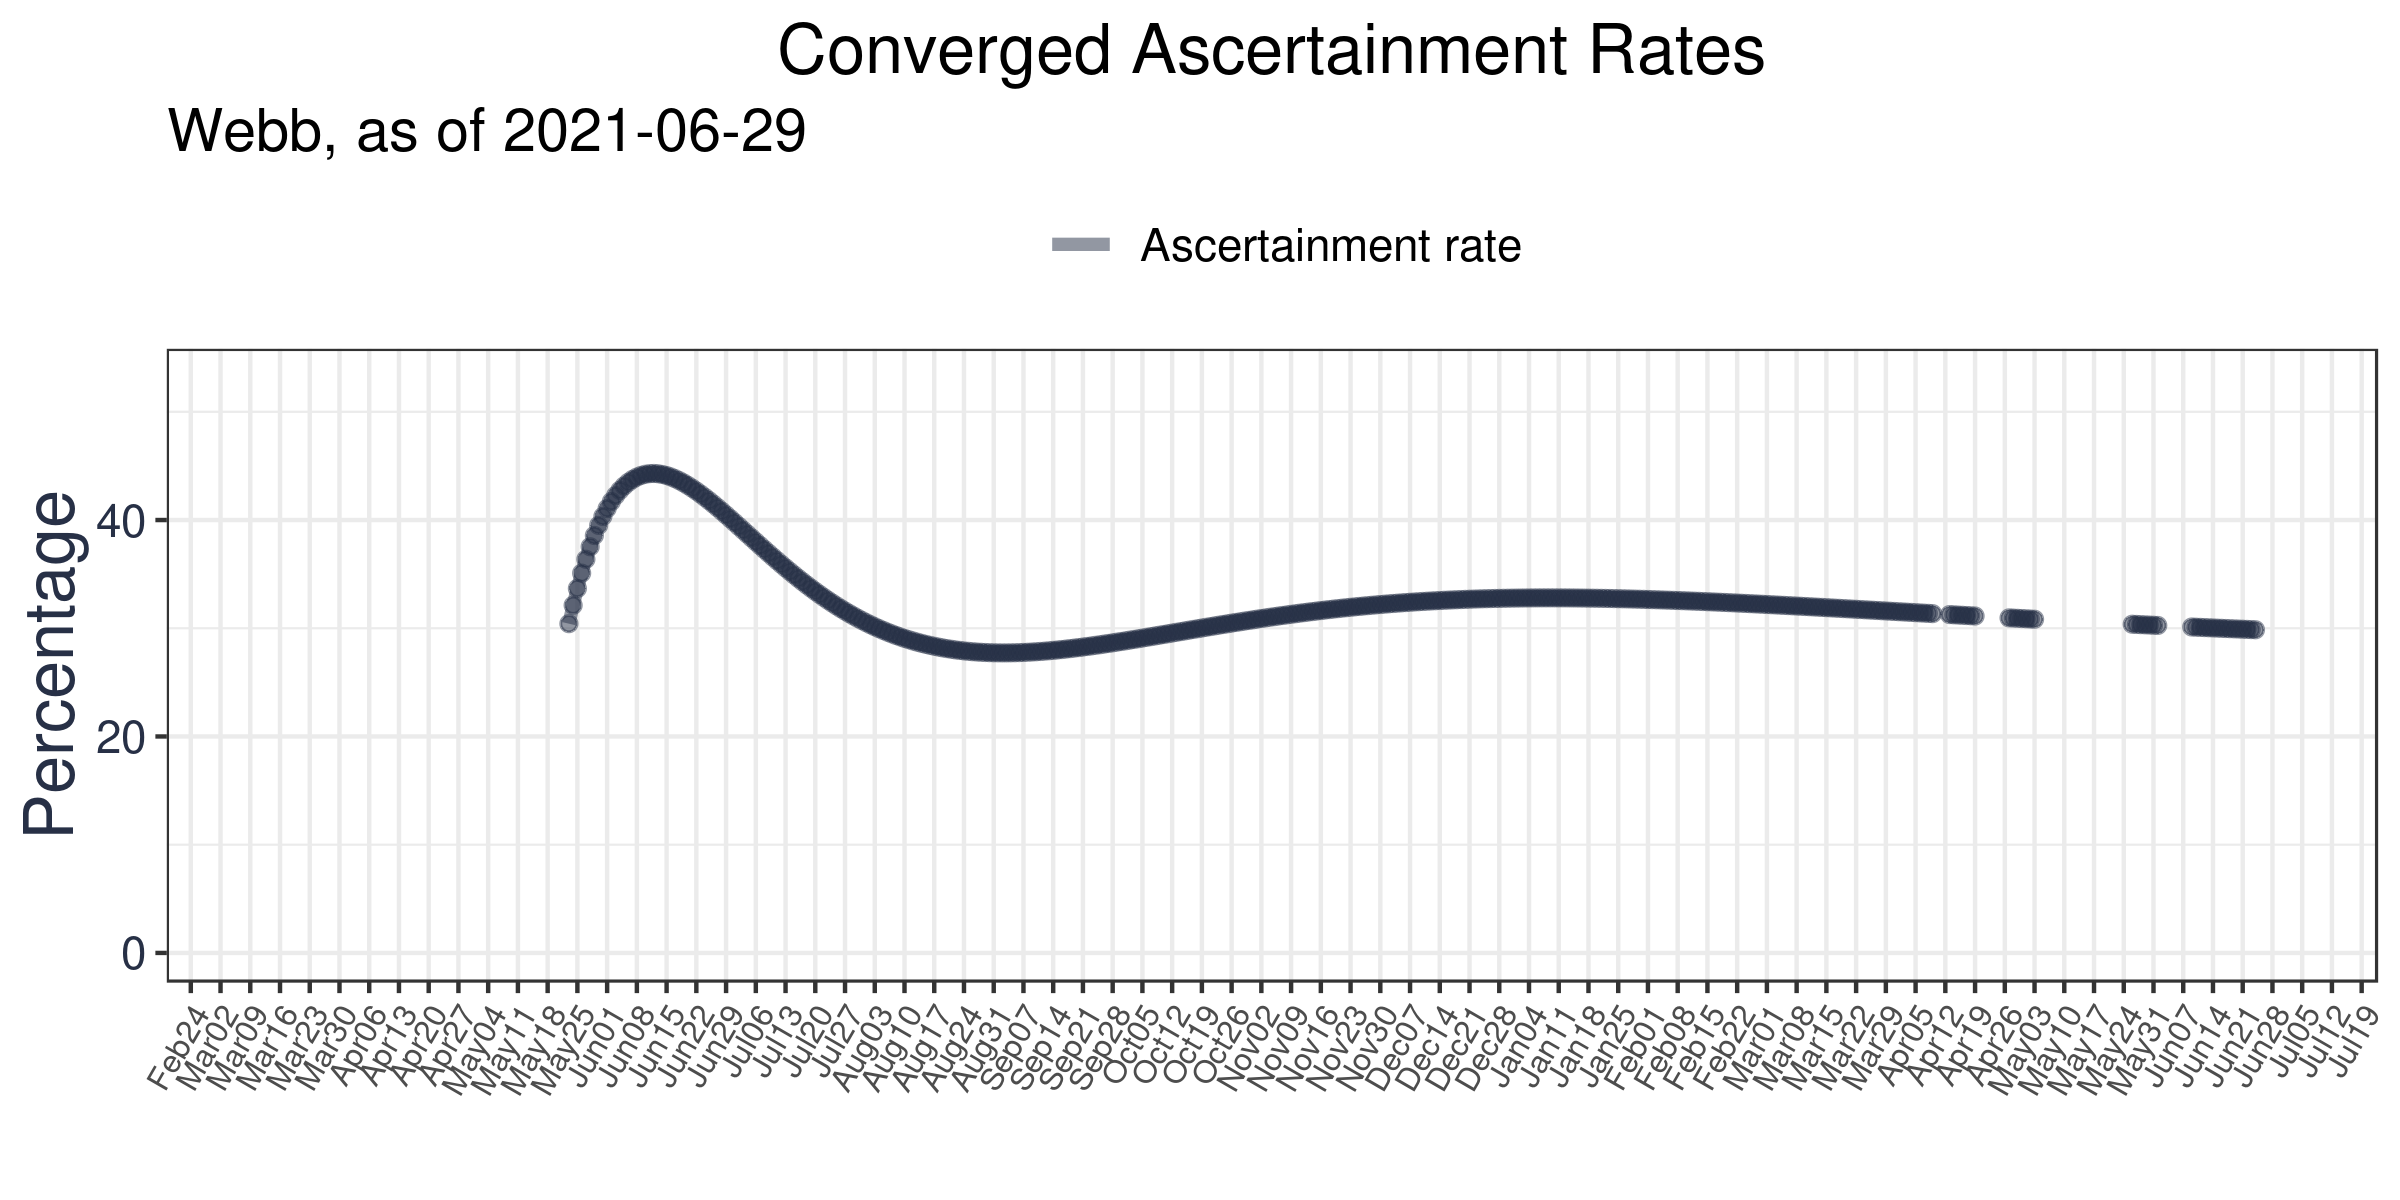 Converged Ascertainment Rates
Webb, as of 2021-06-29
Ascertainment rate
Percentage
40
20
0
Feb24
Mar02
Mar09
Mar16
Mar23
Mar30
Apr06
Apr13
Apr20
Apr27
May04
May11
May18
May25
Jun01
Jun08
Jun15
Jun22
Jun29
Jul06
Jul13
Jul20
Jul27
Aug03
Aug10
Aug17
Aug24
Aug31
Sep07
Sep14
Sep21
Sep28
Oct05
Oct12
Oct19
Oct26
Nov02
Nov09
Nov16
Nov23
Nov30
Dec07
Dec14
Dec21
Dec28
Jan04
Jan11
Jan18
Jan25
Feb01
Feb08
Feb15
Feb22
Mar01
Mar08
Mar15
Mar22
Mar29
Apr05
Apr12
Apr19
Apr26
May03
May10
May17
May24
May31
Jun07
Jun14
Jun21
Jun28
Jul05
Jul12
Jul19